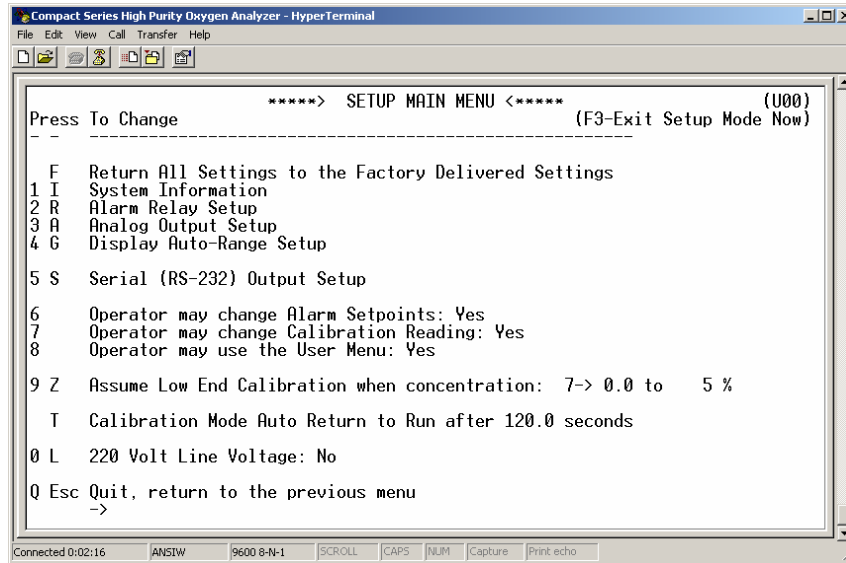 Compact Series High Purity Oxygen Analyzer - HyperTerminal
File Edit View Call Transfer Help
*****> SETUP MAIN MENU <***** (U00)
Press To Change (F3-Exit Setup Mode Now)
- - -------------------------------------------------------
F Return All Settings to the Factory Delivered Settings
1 I System Information
2 R Alarm Relay Setup
3 A Analog Output Setup
4 G Display Auto-Range Setup
5 S Serial (RS-232) Output Setup
6 Operator may change Alarm Setpoints: Yes
7 Operator may change Calibration Reading: Yes
8 Operator may use the User Menu: Yes
9 Z Assume Low End Calibration when concentration: 7-> 0.0 to 5 %
T Calibration Mode Auto Return to Run after 120.0 seconds
0 L 220 Volt Line Voltage: No
Q Esc Quit, return to the previous menu
->
Connected 0:02:16 ANSIW 9600 8-N-1 SCROLL CAPS NUM Capture Print echo